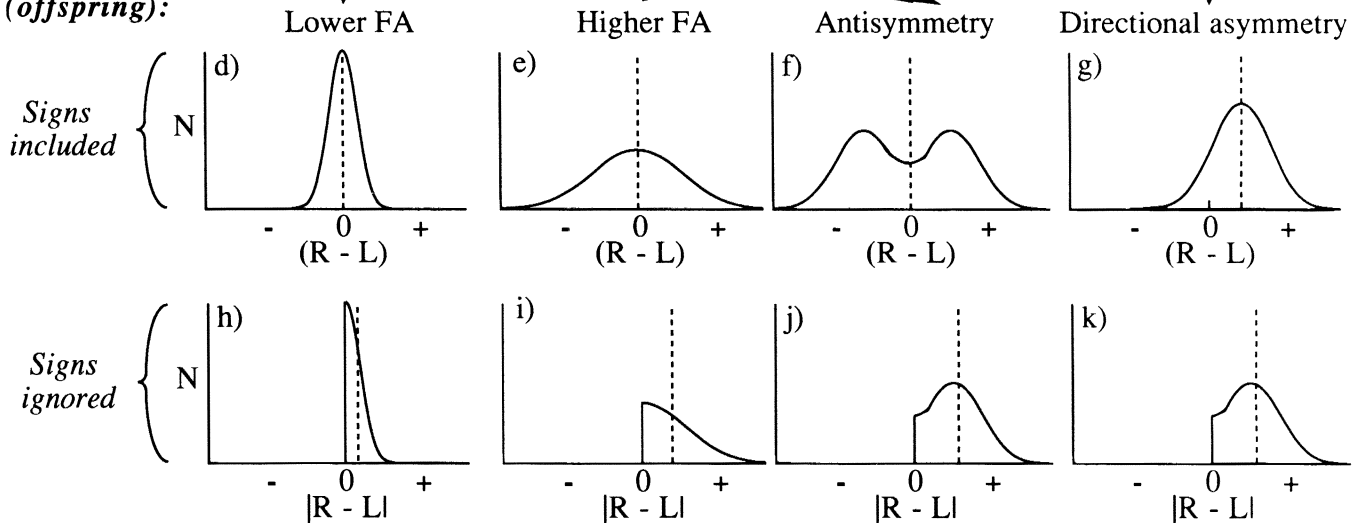 (offspring):
Lower FA Higher FA Antisymmetry Directional asymmetry
d) e) f) g)
Signs
included
N
- 0 + - 0 + - 0 + - 0 +
(R - L) (R - L) (R - L) (R - L)
h) i) j) k)
Signs
ignored
N
- 0 + - 0 + - 0 + - 0 +
|R - L| |R - L| |R - L| |R - L|